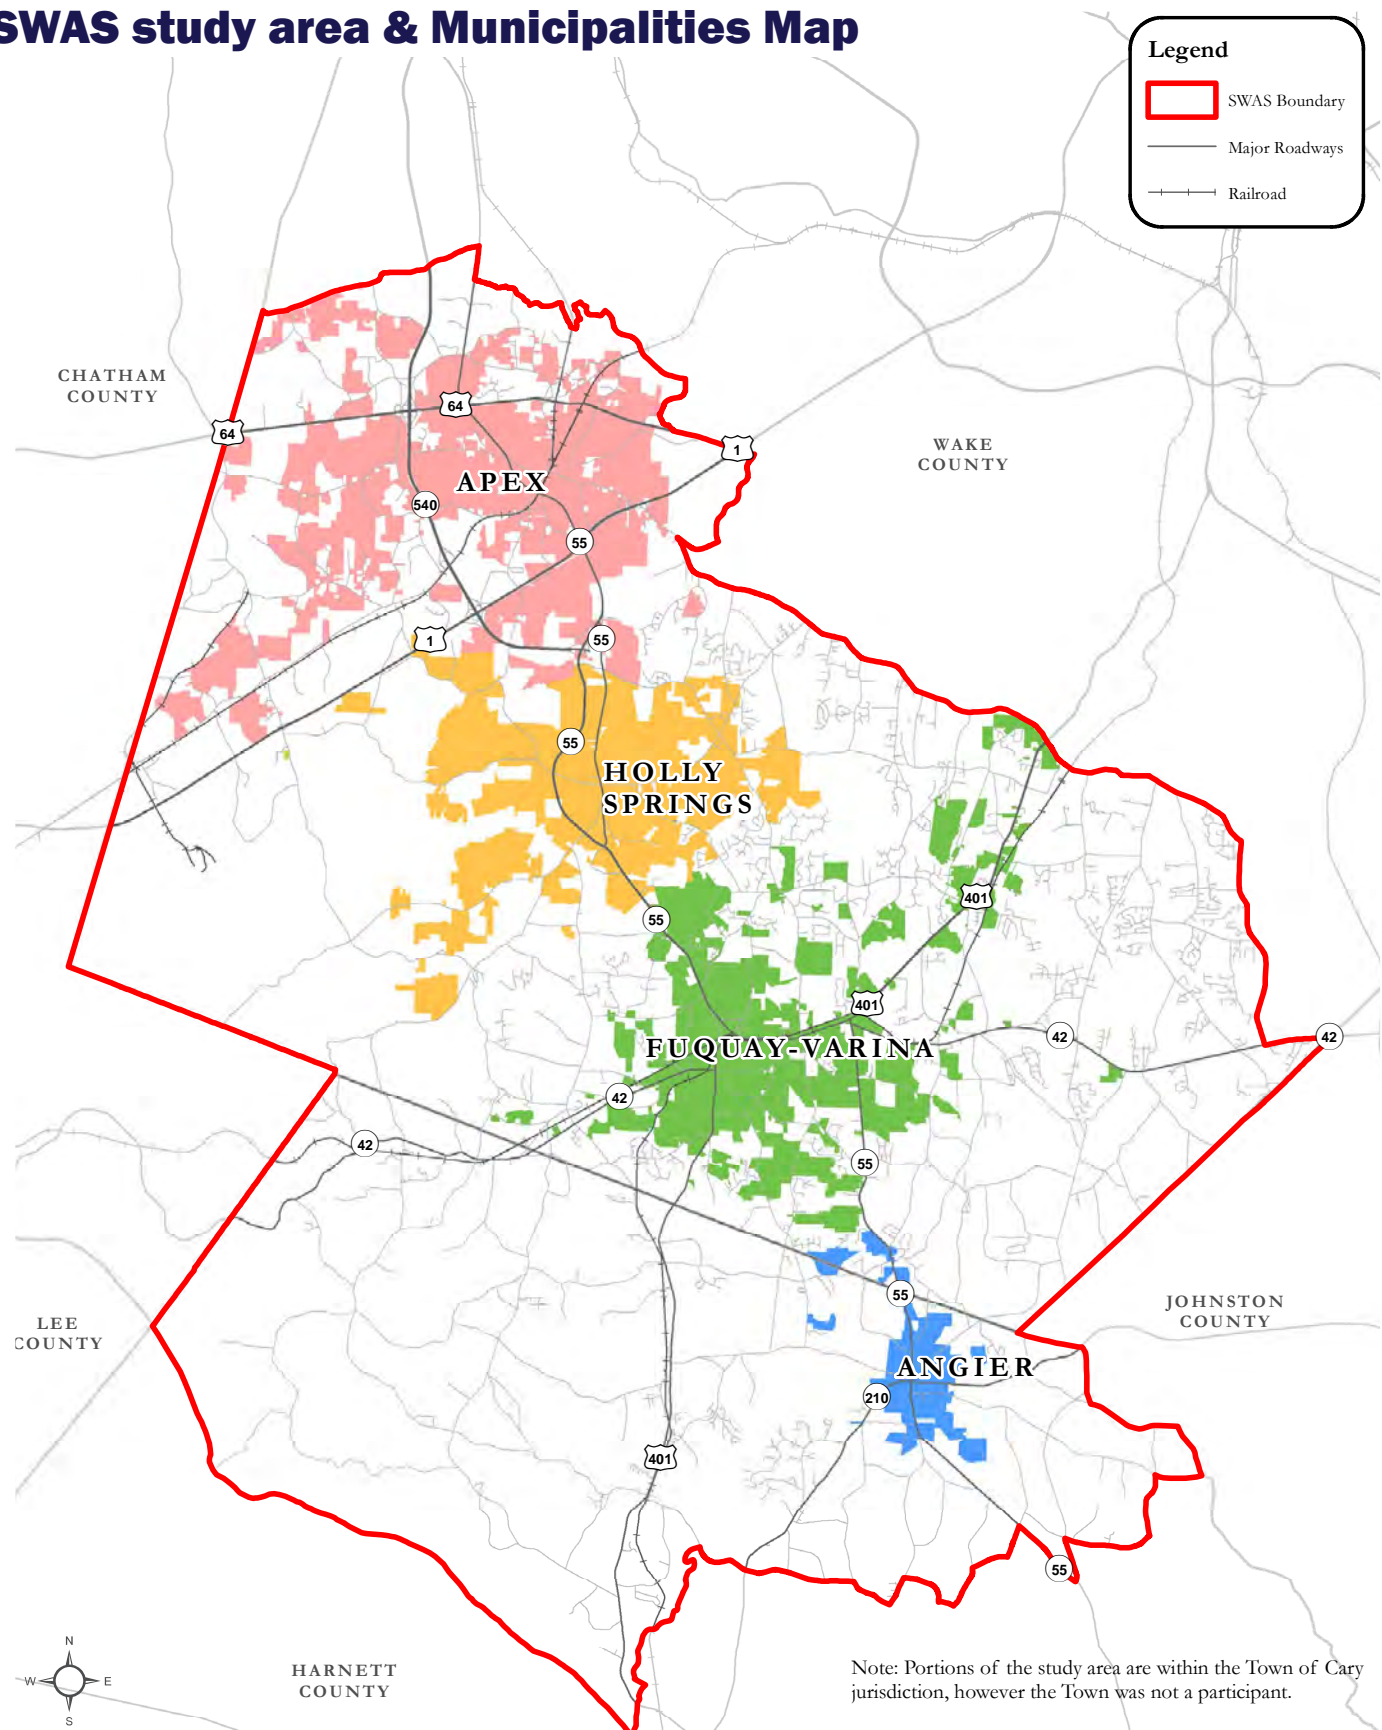 SWAS study area & Municipalities Map
Legend
SWAS Boundary
Major Roadways
Railroad
CHATHAM
COUNTY
64
64
1
WAKE
COUNTY
APEX
540
55
1
55
55
HOLLY
SPRINGS
401
55
401
FUQUAY-VARINA
42
42
42
42
55
55
LEE
COUNTY
JOHNSTON
COUNTY
ANGIER
210
401
55
N
W
E
S
HARNETT
COUNTY
Note: Portions of the study area are within the Town of Cary
jurisdiction, however the Town was not a participant.